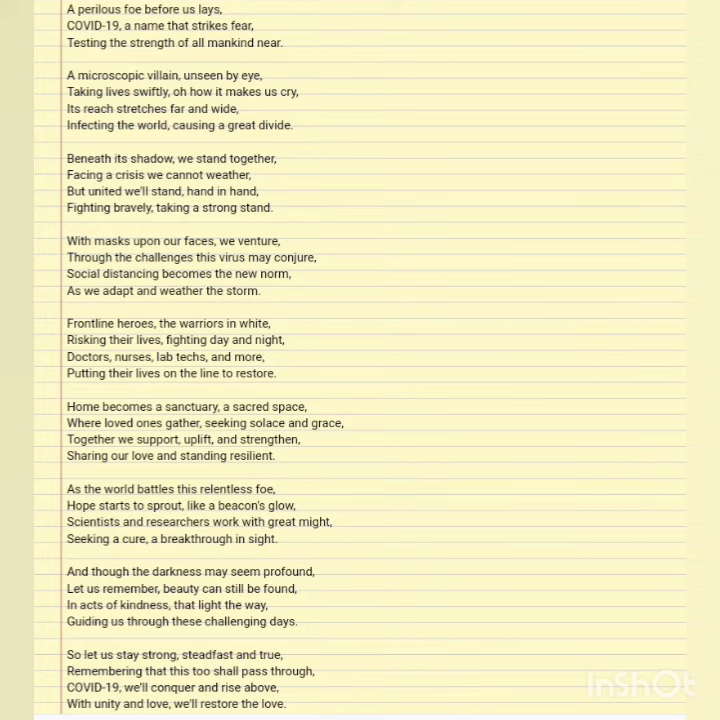 A perilous foe before us lays,
COVID-19, a name that strikes fear,
Testing the strength of all mankind near.
A microscopic villain, unseen by eye,
Taking lives swiftly, oh how it makes us cry,
Its reach stretches far and wide,
Infecting the world, causing a great divide.
Beneath its shadow, we stand together,
Facing a crisis we cannot weather,
But united we'll stand, hand in hand,
Fighting bravely, taking a strong stand.
With masks upon our faces, we venture,
Through the challenges this virus may conjure,
Social distancing becomes the new norm,
As we adapt and weather the storm.
Frontline heroes, the warriors in white,
Risking their lives, fighting day and night,
Doctors, nurses, lab techs, and more,
Putting their lives on the line to restore.
Home becomes a sanctuary, a sacred space,
Where loved ones gather, seeking solace and grace,
Together we support, uplift, and strengthen,
Sharing our love and standing resilient.
As the world battles this relentless foe,
Hope starts to sprout, like a beacon's glow,
Scientists and researchers work with great might,
Seeking a cure, a breakthrough in sight.
And though the darkness may seem profound,
Let us remember, beauty can still be found,
In acts of kindness, that light the way,
Guiding us through these challenging days.
So let us stay strong, steadfast and true,
Remembering that this too shall pass through,
COVID-19, we'll conquer and rise above,
With unity and love, we'll restore the love.
InShOt